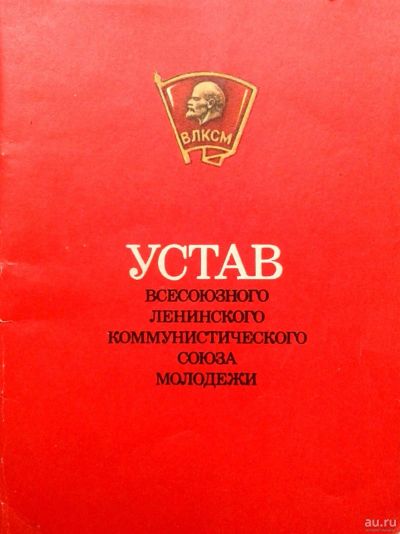 ВЛКСМ
УСТАВ
ВСЕСОЮЗНОГО
ЛЕНИНСКОГО
КОММУНИСТИЧЕСКОГО
СОЮЗА
МОЛОДЕЖИ
au.ru